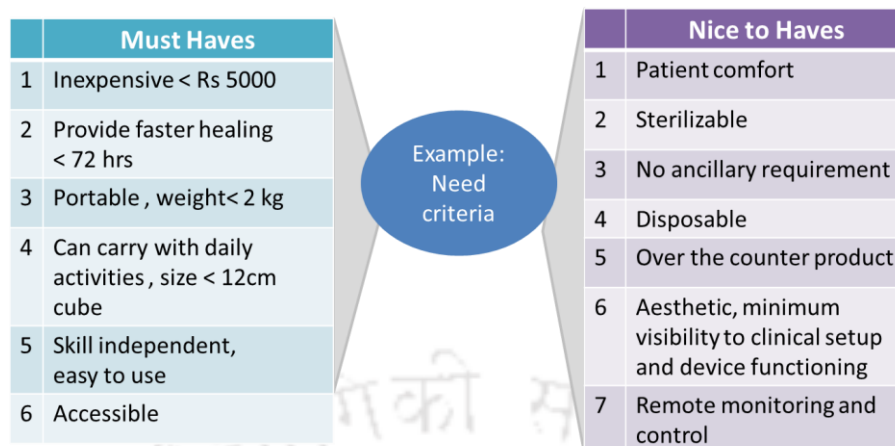 Must Haves
1 Inexpensive < Rs 5000
2 Provide faster healing
< 72 hrs
3 Portable , weight< 2 kg
4 Can carry with daily
activities , size < 12cm
cube
5 Skill independent,
easy to use
6 Accessible
Example:
Need
criteria
Nice to Haves
1 Patient comfort
2 Sterilizable
3 No ancillary requirement
4 Disposable
5 Over the counter product
6 Aesthetic, minimum
visibility to clinical setup
and device functioning
7 Remote monitoring and
control